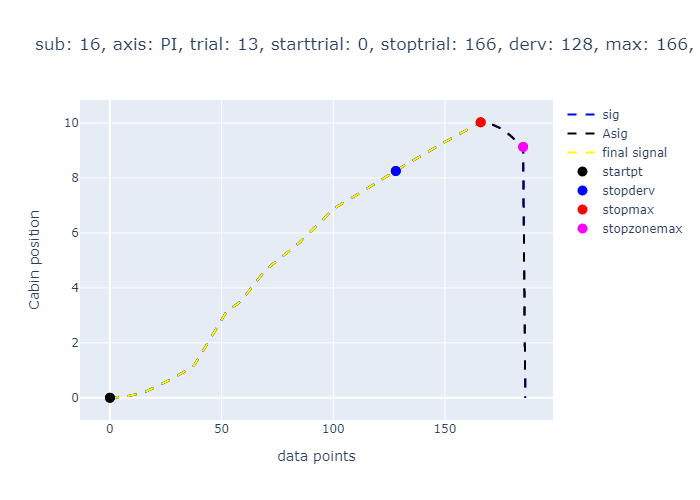 sub: 16, axis: PI, trial: 13, starttrial: 0, stoptrial: 166, derv: 128, max: 166,
10
8
6
4
2
0
Cabin position
0
50
100
150
data points
sig
Asig
final signal
startpt
stopderv
stopmax
stopzonemax